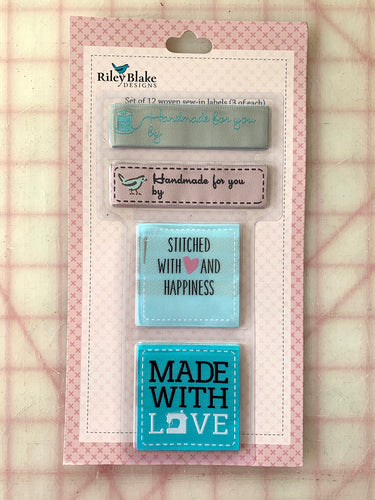 Riley Blake
DESIGNS
Set of 12 woven sew-in labels (3 of each)
Handmade for you
by
Handmade for you
by
STITCHED
WITH AND
HAPPINESS
MADE
WITH
LOVE